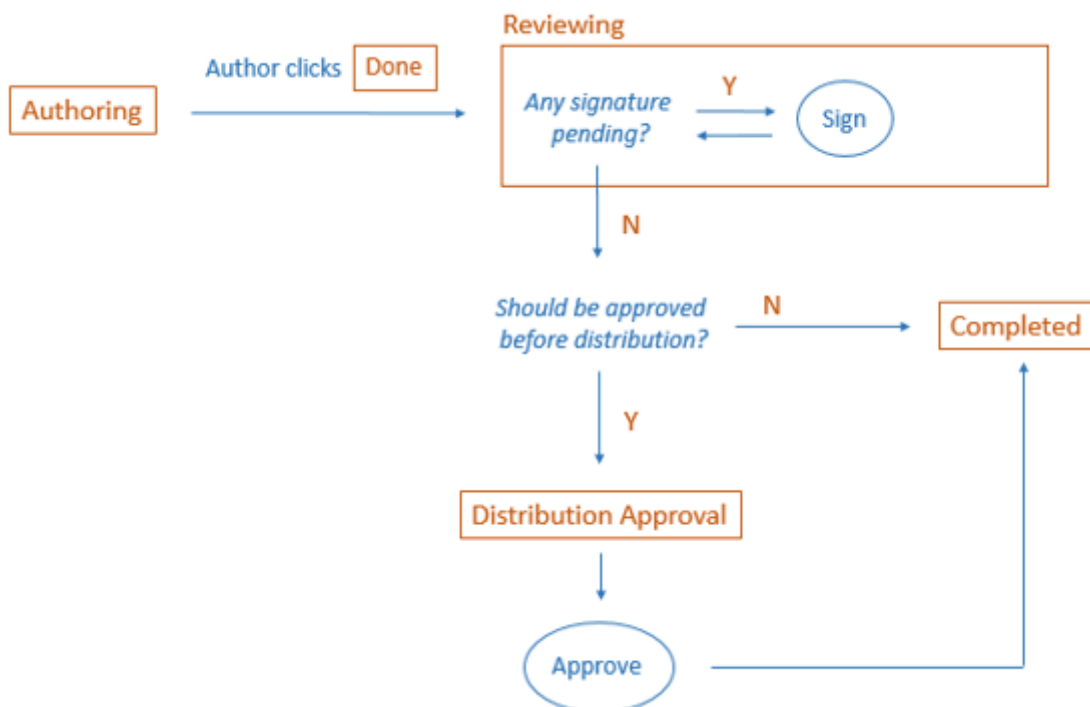 Reviewing
Author clicks Done
Authoring
Any signature
pending?
Y
Sign
N
Should be approved
before distribution?
N
Completed
Y
Distribution Approval
Approve